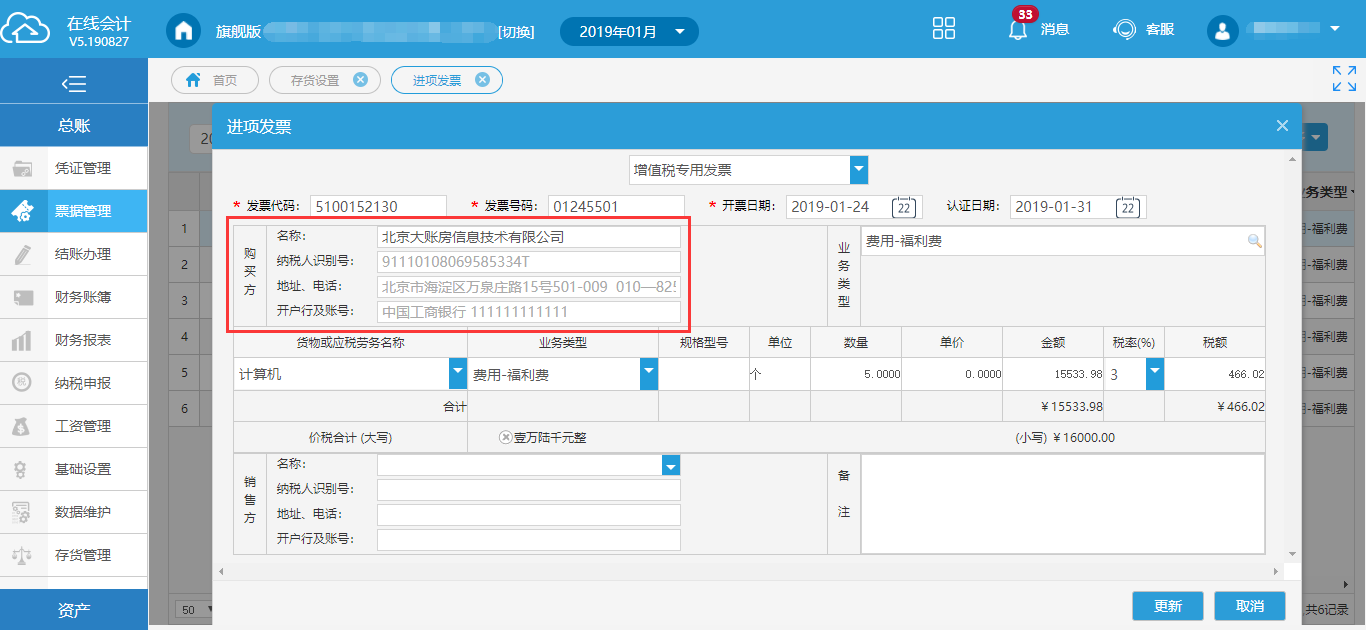 在线会计
V5.190827
旗舰版
[切换]
2019年01月
33
消息
客服
首页
存货设置
进项发票
总账
凭证管理
票据管理
结账办理
财务账簿
财务报表
纳税申报
工资管理
基础设置
数据维护
存货管理
资产
20
1
2
3
4
5
6
50
进项发票
增值税专用发票
* 发票代码: 5100152130
* 发票号码: 01245501
* 开票日期: 2019-01-24 22
认证日期: 2019-01-31 22
购买方
名称: 北京大账房信息技术有限公司
纳税人识别号: 91110108069585334T
地址、电话: 北京市海淀区万泉庄路15号501-009 010—825
开户行及账号: 中国工商银行 111111111111
业务类型
费用-福利费
货物或应税劳务名称 业务类型 规格型号 单位 数量 单价 金额 税率(%) 税额
计算机 费用-福利费 个 5.0000 0.0000 15533.98 3 466.02
合计 ¥15533.98 ¥466.02
价税合计 (大写) ⊗壹万陆千元整 (小写) ¥16000.00
销售方
名称:
纳税人识别号:
地址、电话:
开户行及账号:
备注
更新
取消
务类型
用-福利费
用-福利费
用-福利费
用-福利费
用-福利费
用-福利费
共6记录